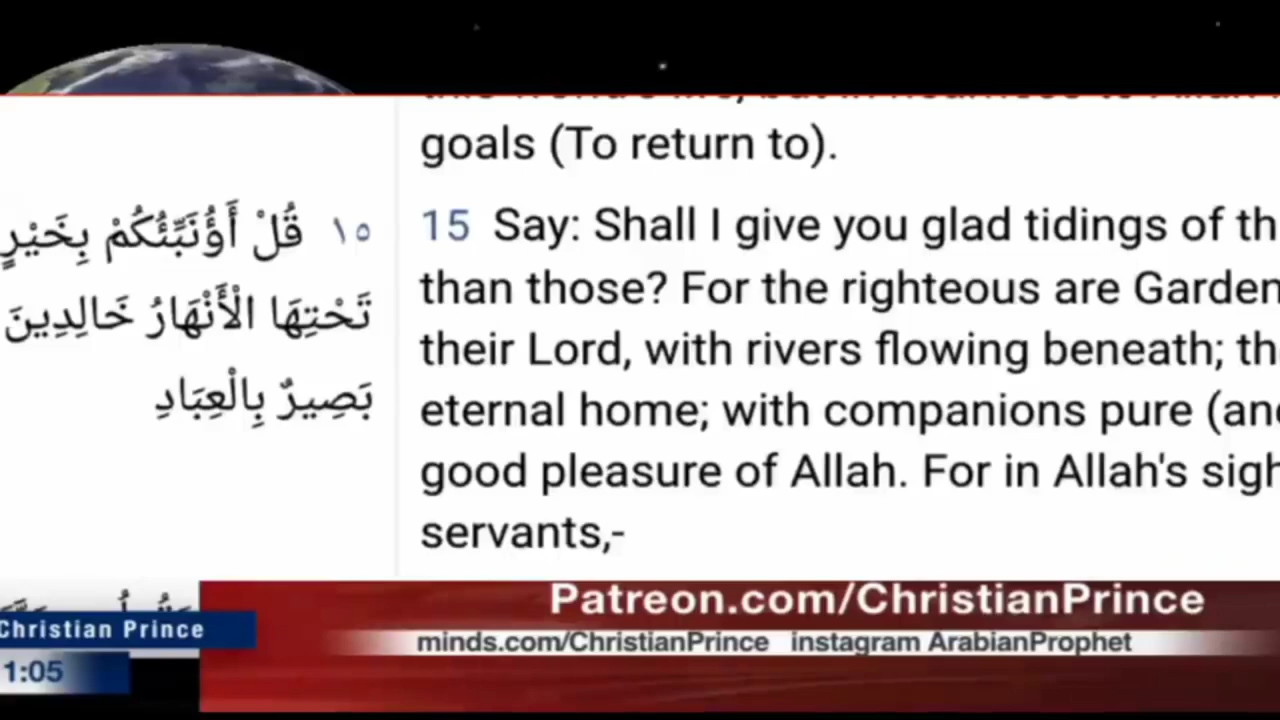 goals (To return to).
١٥ قُلْ أَؤُنَبِّئُكُمْ بِخَيْرٍ
تَحْتِهَا الْأَنْهَارُ خَالِدِينَ
بَصِيرٌ بِالْعِبَادِ
15 Say: Shall I give you glad tidings of th
than those? For the righteous are Garden
their Lord, with rivers flowing beneath; th
eternal home; with companions pure (and
good pleasure of Allah. For in Allah's sigh
servants,-
Patreon.com/ChristianPrince
Christian Prince
minds.com/ChristianPrince instagram ArabianProphet
1:05